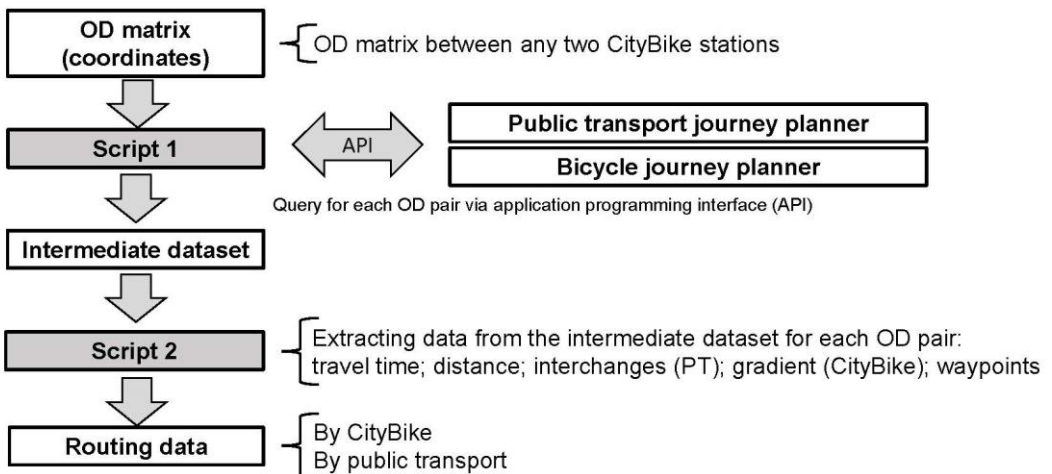 OD matrix
(coordinates)
OD matrix between any two CityBike stations
Script 1
API
Public transport journey planner
Bicycle journey planner
Query for each OD pair via application programming interface (API)
Intermediate dataset
Script 2
Extracting data from the intermediate dataset for each OD pair:
travel time; distance; interchanges (PT); gradient (CityBike); waypoints
Routing data
By CityBike
By public transport